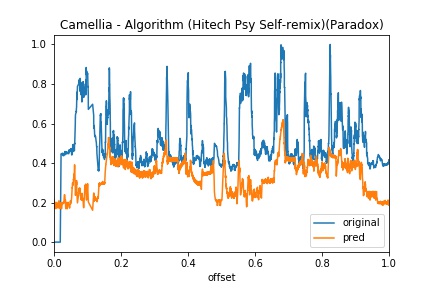 Camellia - Algorithm (Hitech Psy Self-remix)(Paradox)
1.0
0.8
0.6
0.4
0.2
0.0
0.0 0.2 0.4 0.6 0.8 1.0
offset
original
pred